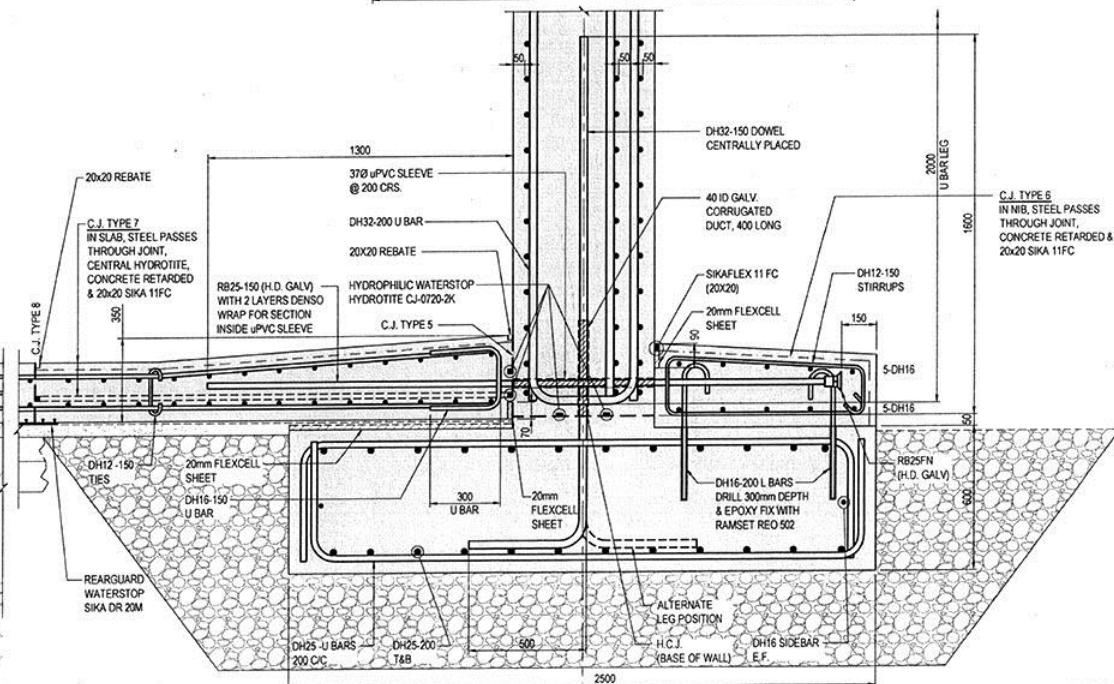 50
50
50
DH32-150 DOWEL
CENTRALLY PLACED
2000
U BAR LEG
1600
1300
20x20 REBATE
37Ø uPVC SLEEVE
@ 200 CRS.
40 ID GALV.
CORRUGATED
DUCT, 400 LONG
C.J. TYPE 6
IN NIB, STEEL PASSES
THROUGH JOINT,
CONCRETE RETARDED &
20x20 SIKA 11FC
C.J. TYPE 7
IN SLAB, STEEL PASSES
THROUGH JOINT,
CENTRAL HYDROTITE,
CONCRETE RETARDED
& 20x20 SIKA 11FC
DH32-200 U BAR
20X20 REBATE
RB25-150 (H.D. GALV)
WITH 2 LAYERS DENSO
WRAP FOR SECTION
INSIDE uPVC SLEEVE
HYDROPHILIC WATERSTOP
HYDROTITE CJ-0720-2K
SIKAFLEX 11 FC
(20X20)
DH12-150
STIRRUPS
20mm FLEXCELL
SHEET
C.J. TYPE 8
350
C.J. TYPE 5
90
150
5-DH16
5-DH16
70
50
DH12 -150
TIES
20mm FLEXCELL
SHEET
DH16-150
U BAR
300
U BAR
20mm
FLEXCELL
SHEET
DH16-200 L BARS
DRILL 300mm DEPTH
& EPOXY FIX WITH
RAMSET REO 502
RB25FN
(H.D. GALV)
600
REARGUARD
WATERSTOP
SIKA DR 20M
ALTERNATE
LEG POSITION
DH25 -U BARS
200 C/C
DH25-200
T&B
500
H.C.J.
(BASE OF WALL)
DH16 SIDEBAR
E.F.
2500